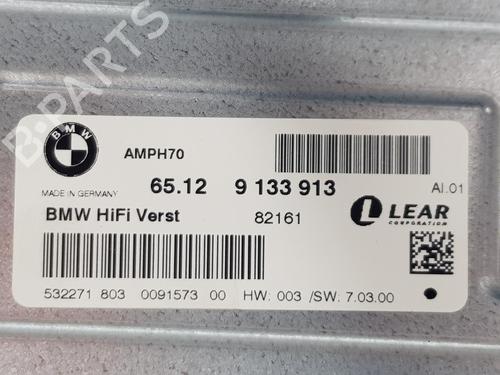 B-PARTS
BMW
AMPH70
MADE IN GERMANY
65.12 9 133 913
AI.01
BMW HiFi Verst
82161
LEAR
CORPORATION
532271 803 0091573 00 HW: 003 /SW: 7.03.00